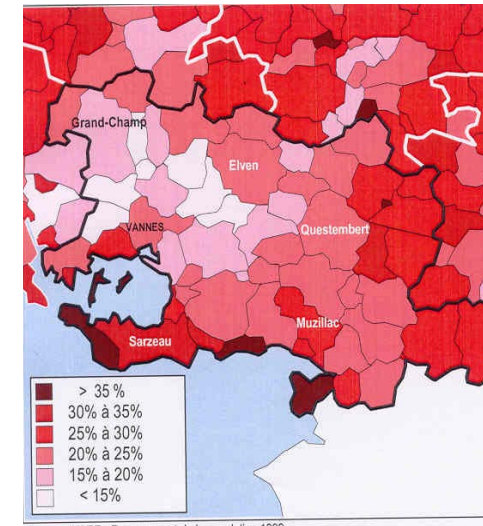 Grand-Champ
Elven
VANNES
Questembert
Muzillac
Sarzeau
> 35 %
30% à 35%
25% à 30%
20% à 25%
15% à 20%
< 15%